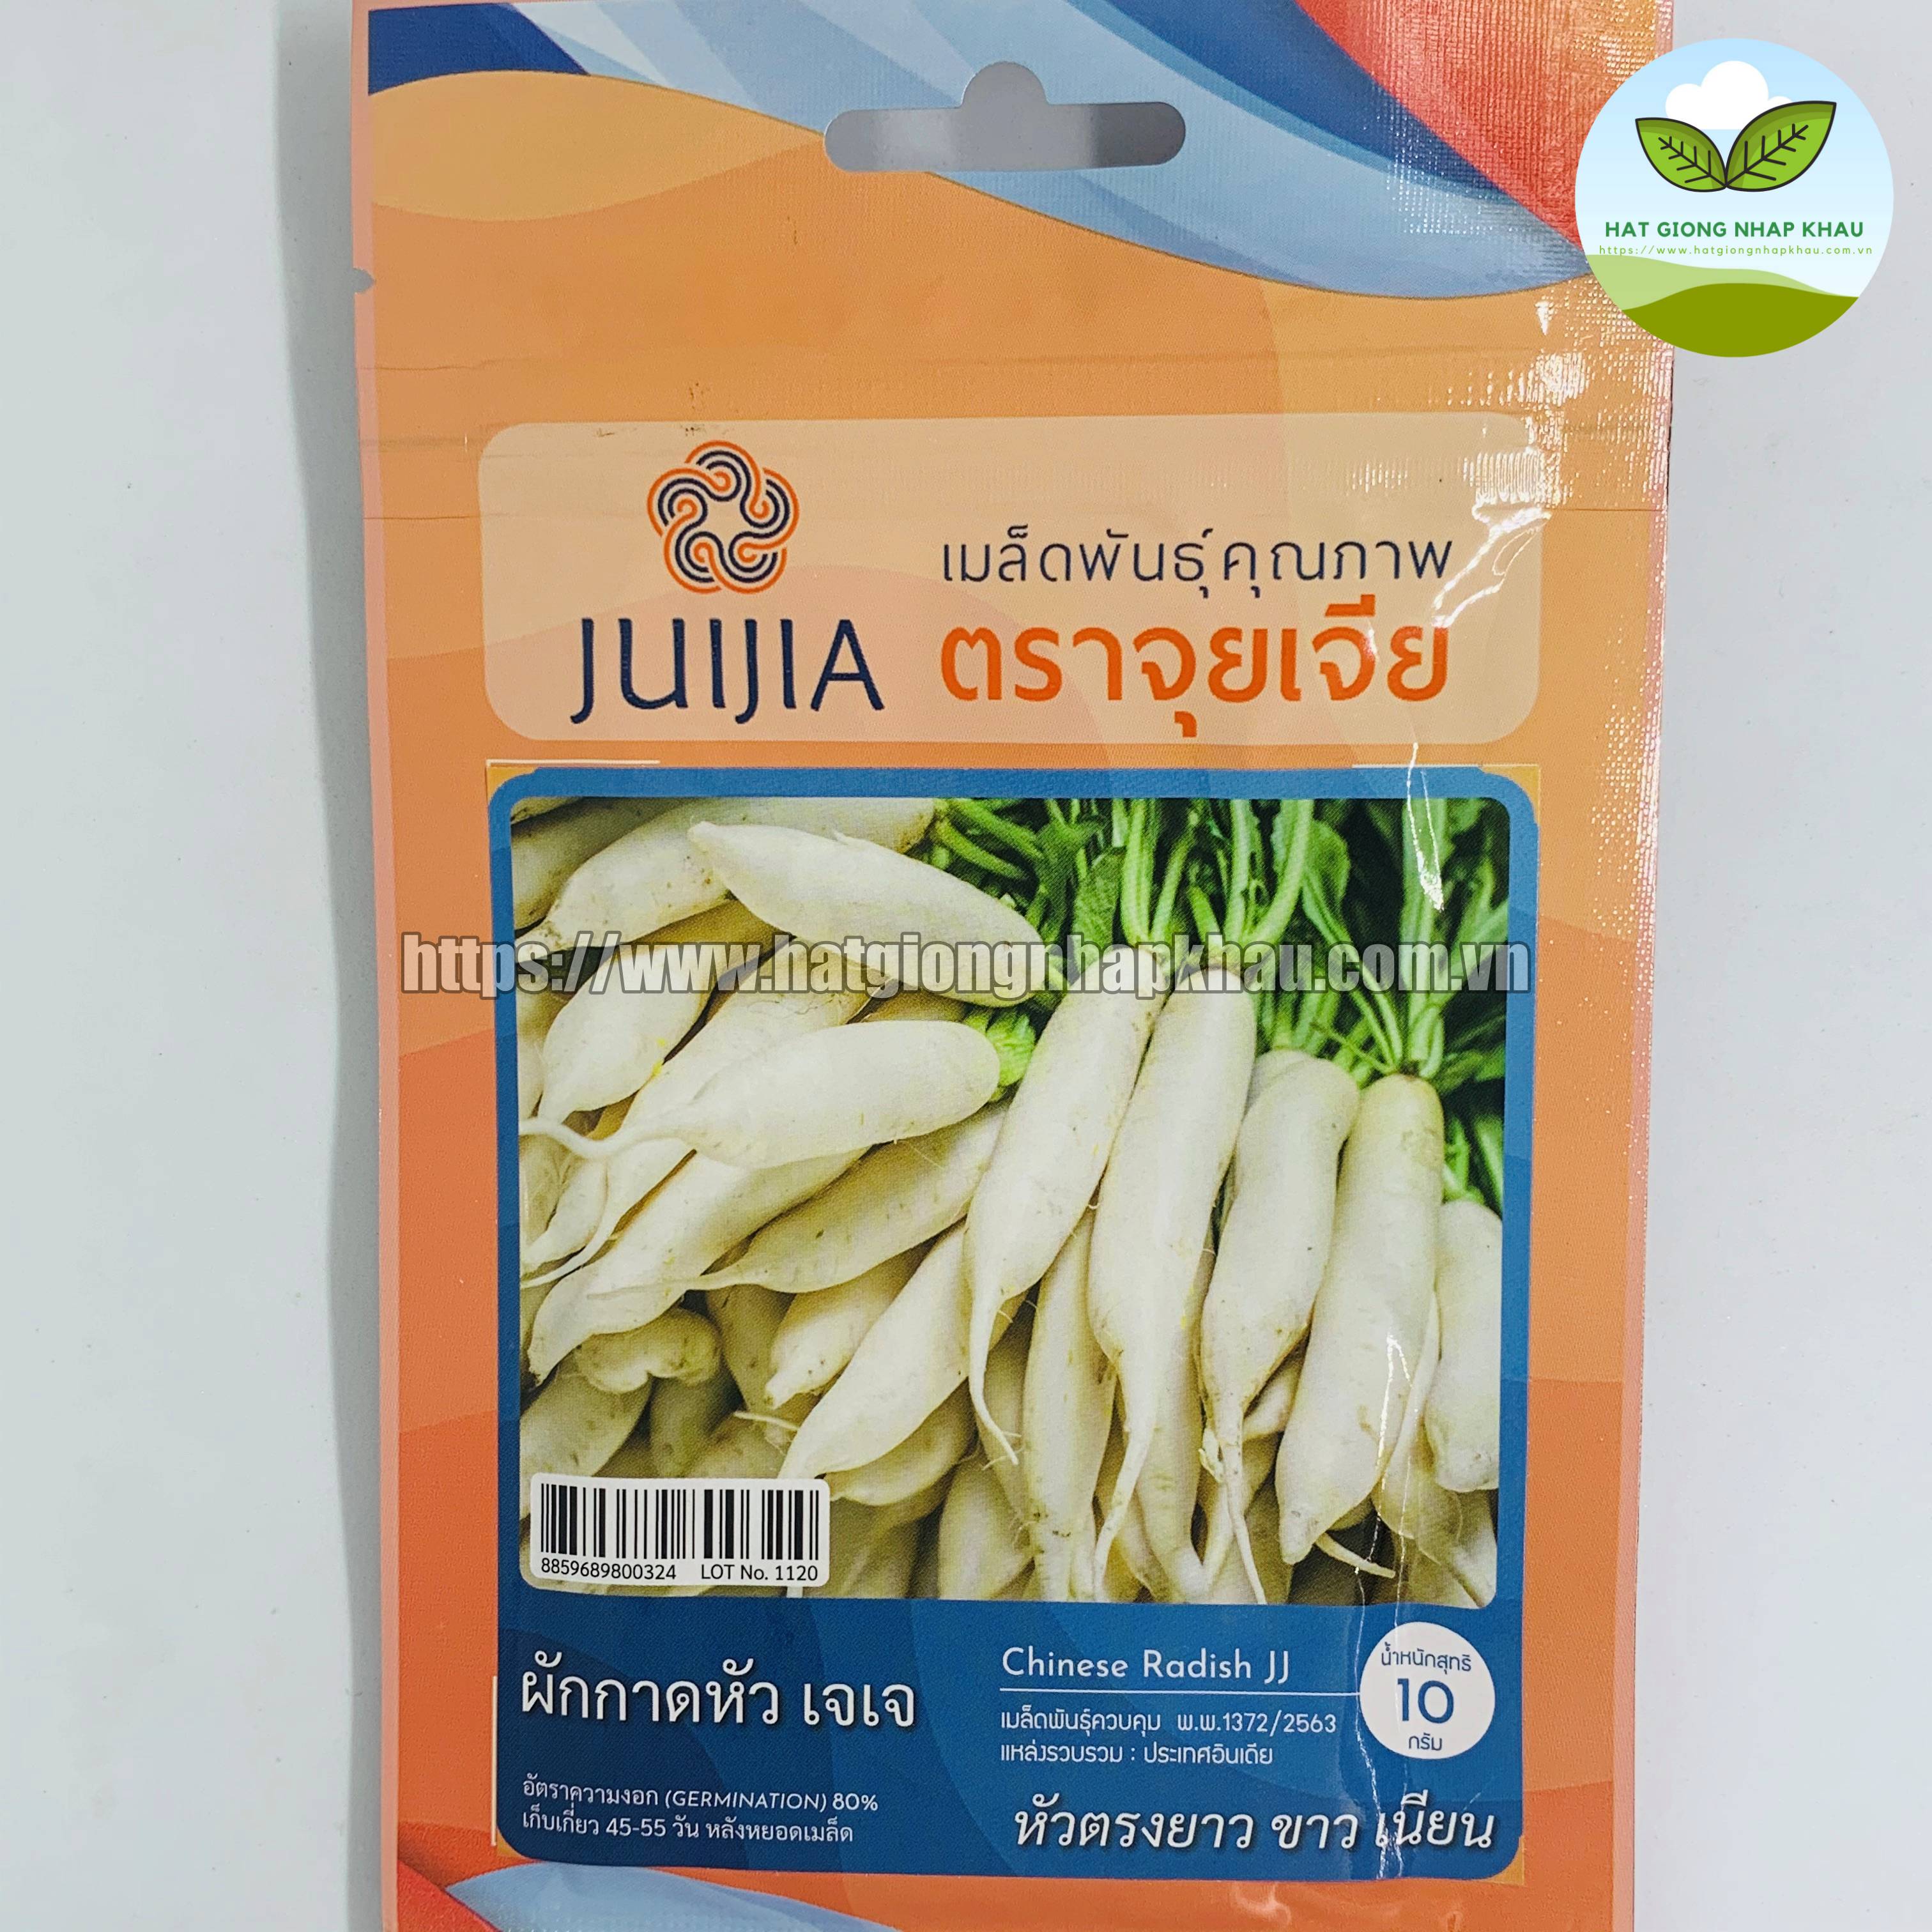 HAT GIONG NHAP KHAU
https://www.hatgiongnhapkhau.com.vn
JUIJIA
เมล็ดพันธุ์คุณภาพ
ตราจุยเจีย
https://www.hatgiongnhapkhau.com.vn
8859689800324 LOT No. 1120
ผักกาดหัว เจเจ
Chinese Radish JJ
เมล็ดพันธุ์ควบคุม พ.พ.1372/2563
แหล่งรวบรวม : ประเทศอินเดีย
น้ำหนักสุทธิ
10
กรัม
อัตราความงอก (GERMINATION) 80%
เก็บเกี่ยว 45-55 วัน หลังหยอดเมล็ด
หัวตรงยาว ขาว เนียน